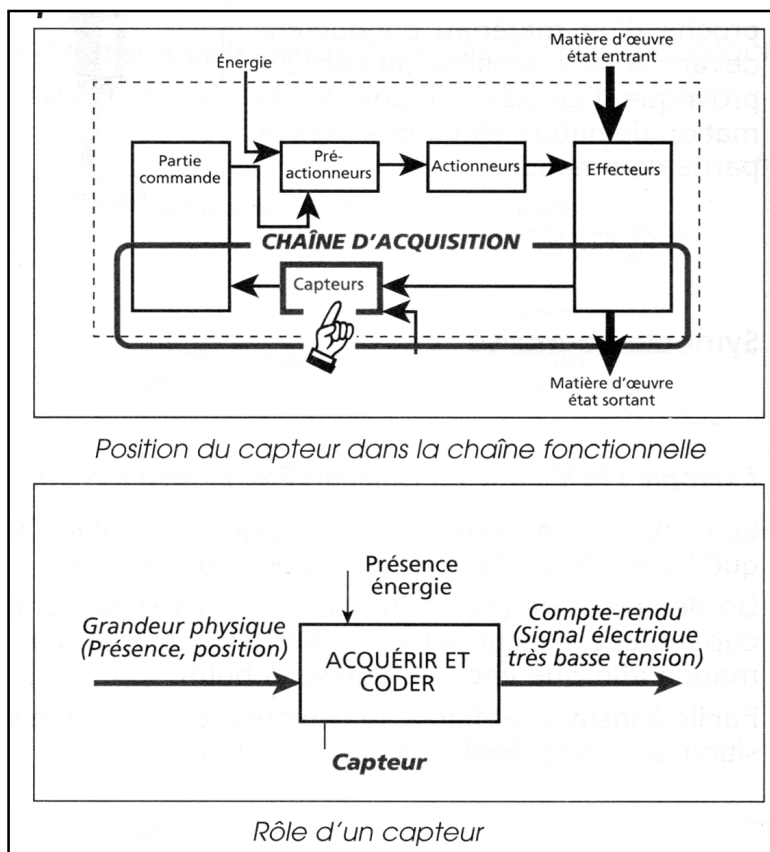 Matière d'œuvre
état entrant
Énergie
Partie
commande
Pré-
actionneurs
Actionneurs
Effecteurs
CHAÎNE D'ACQUISITION
Capteurs
Matière d'œuvre
état sortant
Position du capteur dans la chaîne fonctionnelle
Présence
énergie
Grandeur physique
(Présence, position)
ACQUÉRIR ET
CODER
Compte-rendu
(Signal électrique
très basse tension)
Capteur
Rôle d'un capteur